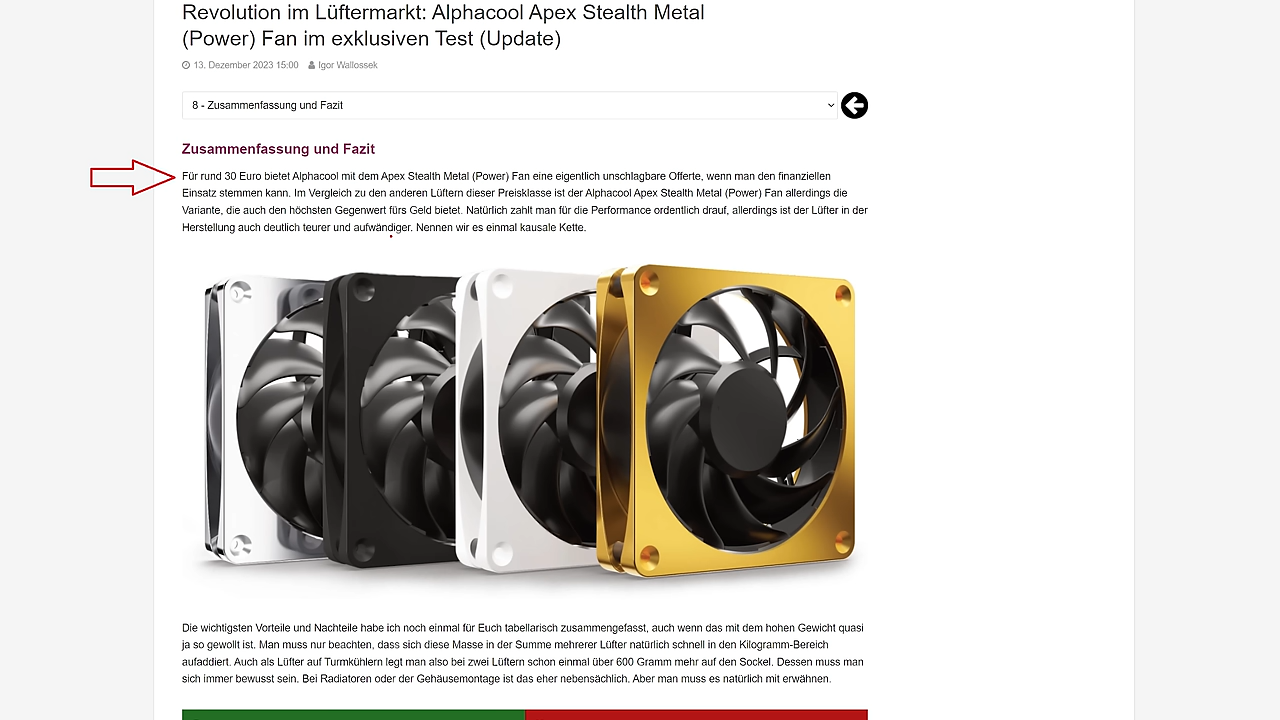 Revolution im Lüftermarkt: Alphacool Apex Stealth Metal
(Power) Fan im exklusiven Test (Update)
13. Dezember 2023 15:00 Igor Wallossek
8 - Zusammenfassung und Fazit
Zusammenfassung und Fazit
Für rund 30 Euro bietet Alphacool mit dem Apex Stealth Metal (Power) Fan eine eigentlich unschlagbare Offerte, wenn man den finanziellen
Einsatz stemmen kann. Im Vergleich zu den anderen Lüftern dieser Preisklasse ist der Alphacool Apex Stealth Metal (Power) Fan allerdings die
Variante, die auch den höchsten Gegenwert fürs Geld bietet. Natürlich zahlt man für die Performance ordentlich drauf, allerdings ist der Lüfter in der
Herstellung auch deutlich teurer und aufwändiger. Nennen wir es einmal kausale Kette.
Die wichtigsten Vorteile und Nachteile habe ich noch einmal für Euch tabellarisch zusammengefasst, auch wenn das mit dem hohen Gewicht quasi
ja so gewollt ist. Man muss nur beachten, dass sich diese Masse in der Summe mehrerer Lüfter natürlich schnell in den Kilogramm-Bereich
aufaddiert. Auch als Lüfter auf Turmkühlern legt man also bei zwei Lüftern schon einmal über 600 Gramm mehr auf den Sockel. Dessen muss man
sich immer bewusst sein. Bei Radiatoren oder der Gehäusemontage ist das eher nebensächlich. Aber man muss es natürlich mit erwähnen.